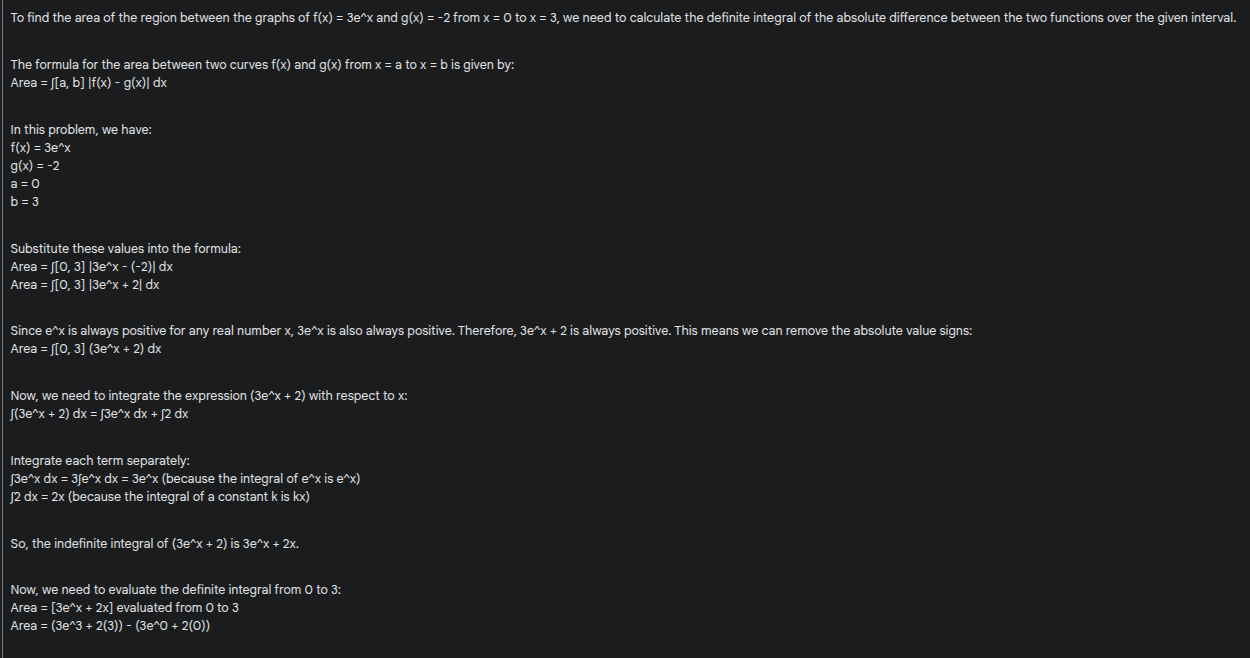 To find the area of the region between the graphs of f(x) = 3e^x and g(x) = -2 from x = 0 to x = 3, we need to calculate the definite integral of the absolute difference between the two functions over the given interval.
The formula for the area between two curves f(x) and g(x) from x = a to x = b is given by:
Area = ∫[a, b] |f(x) - g(x)| dx
In this problem, we have:
f(x) = 3e^x
g(x) = -2
a = 0
b = 3
Substitute these values into the formula:
Area = ∫[0, 3] |3e^x - (-2)| dx
Area = ∫[0, 3] |3e^x + 2| dx
Since e^x is always positive for any real number x, 3e^x is also always positive. Therefore, 3e^x + 2 is always positive. This means we can remove the absolute value signs:
Area = ∫[0, 3] (3e^x + 2) dx
Now, we need to integrate the expression (3e^x + 2) with respect to x:
∫(3e^x + 2) dx = ∫3e^x dx + ∫2 dx
Integrate each term separately:
∫3e^x dx = 3∫e^x dx = 3e^x (because the integral of e^x is e^x)
∫2 dx = 2x (because the integral of a constant k is kx)
So, the indefinite integral of (3e^x + 2) is 3e^x + 2x.
Now, we need to evaluate the definite integral from 0 to 3:
Area = [3e^x + 2x] evaluated from 0 to 3
Area = (3e^3 + 2(3)) - (3e^0 + 2(0))